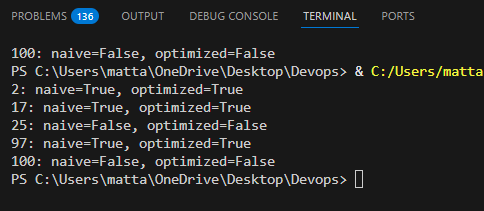 PROBLEMS 136 OUTPUT DEBUG CONSOLE TERMINAL PORTS
100: naive=False, optimized=False
PS C:\Users\matta\OneDrive\Desktop\Devops> & C:/Users/matta
2: naive=True, optimized=True
17: naive=True, optimized=True
25: naive=False, optimized=False
97: naive=True, optimized=True
100: naive=False, optimized=False
PS C:\Users\matta\OneDrive\Desktop\Devops>